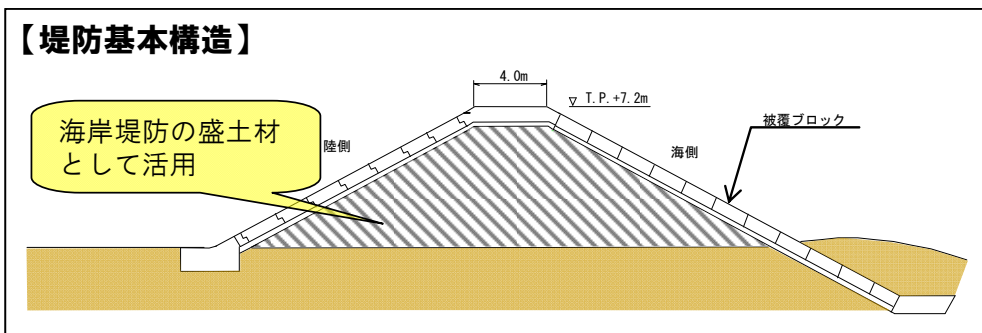 【堤防基本構造】
4.0m
▽ T.P.+7.2m
海岸堤防の盛土材
として活用
陸側
海側
被覆ブロック